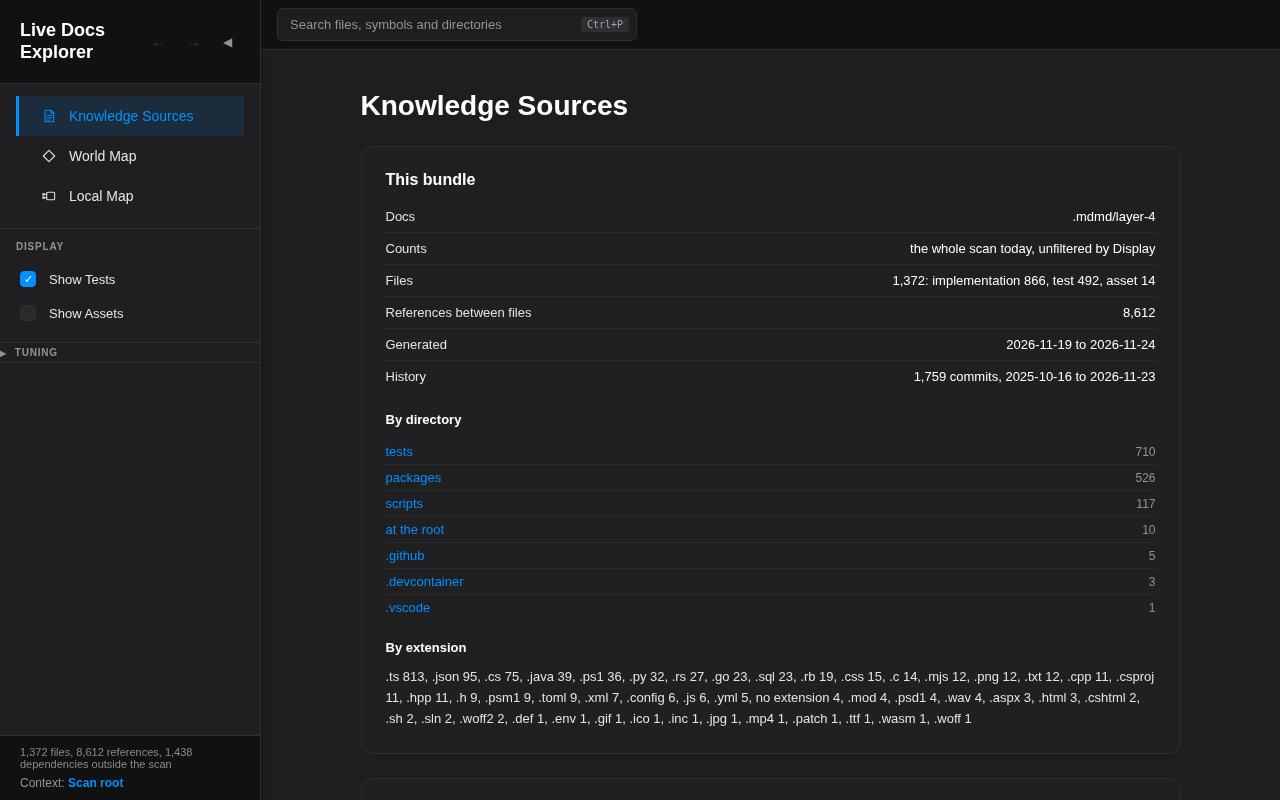 Live Docs
Explorer
← → ◀
Search files, symbols and directories Ctrl+P
Knowledge Sources
World Map
Local Map
DISPLAY
✓ Show Tests
Show Assets
▶ TUNING
1,372 files, 8,612 references, 1,438
dependencies outside the scan
Context: Scan root
Knowledge Sources
This bundle
Docs .mdmd/layer-4
Counts the whole scan today, unfiltered by Display
Files 1,372: implementation 866, test 492, asset 14
References between files 8,612
Generated 2026-11-19 to 2026-11-24
History 1,759 commits, 2025-10-16 to 2026-11-23
By directory
tests 710
packages 526
scripts 117
at the root 10
.github 5
.devcontainer 3
.vscode 1
By extension
.ts 813, .json 95, .cs 75, .java 39, .ps1 36, .py 32, .rs 27, .go 23, .sql 23, .rb 19, .css 15, .c 14, .mjs 12, .png 12, .txt 12, .cpp 11, .csproj
11, .hpp 11, .h 9, .psm1 9, .toml 9, .xml 7, .config 6, .js 6, .yml 5, no extension 4, .mod 4, .psd1 4, .wav 4, .aspx 3, .html 3, .cshtml 2,
.sh 2, .sln 2, .woff2 2, .def 1, .env 1, .gif 1, .ico 1, .inc 1, .jpg 1, .mp4 1, .patch 1, .ttf 1, .wasm 1, .woff 1